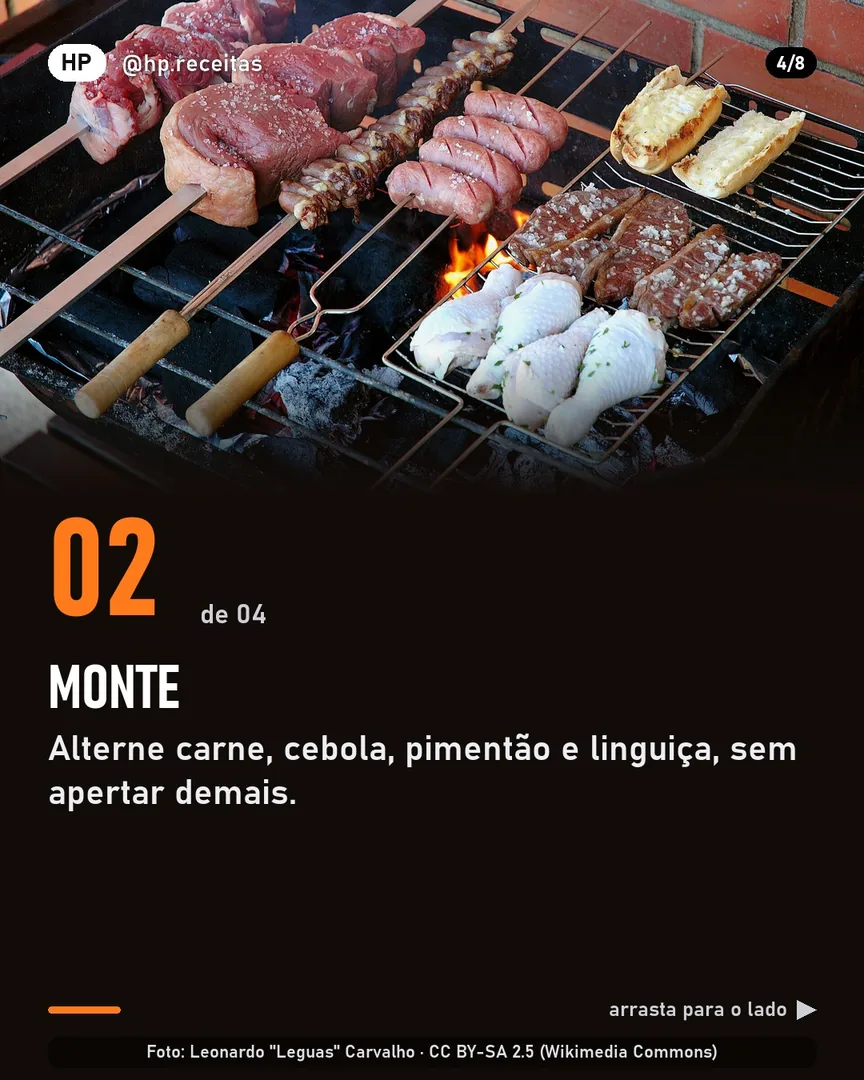 HP @hp.receitas 4/8
02 de 04
MONTE
Alterne carne, cebola, pimentão e linguiça, sem
apertar demais.
arrasta para o lado ▶
Foto: Leonardo "Leguas" Carvalho · CC BY-SA 2.5 (Wikimedia Commons)